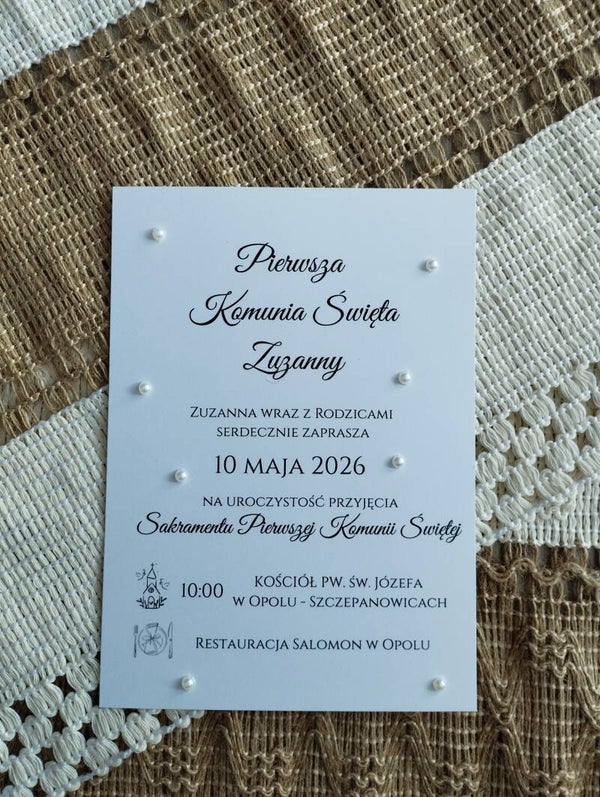 Pierwsza
Komunia Święta
Zuzanny
Zuzanna wraz z Rodzicami
serdecznie zaprasza
10 maja 2026
na uroczystość przyjęcia
Sakramentu Pierwszej Komunii Świętej
10:00 KOŚCIÓŁ PW. ŚW. JÓZEFA
W OPOLU - SZCZEPANOWICACH
Restauracja Salomon w Opolu